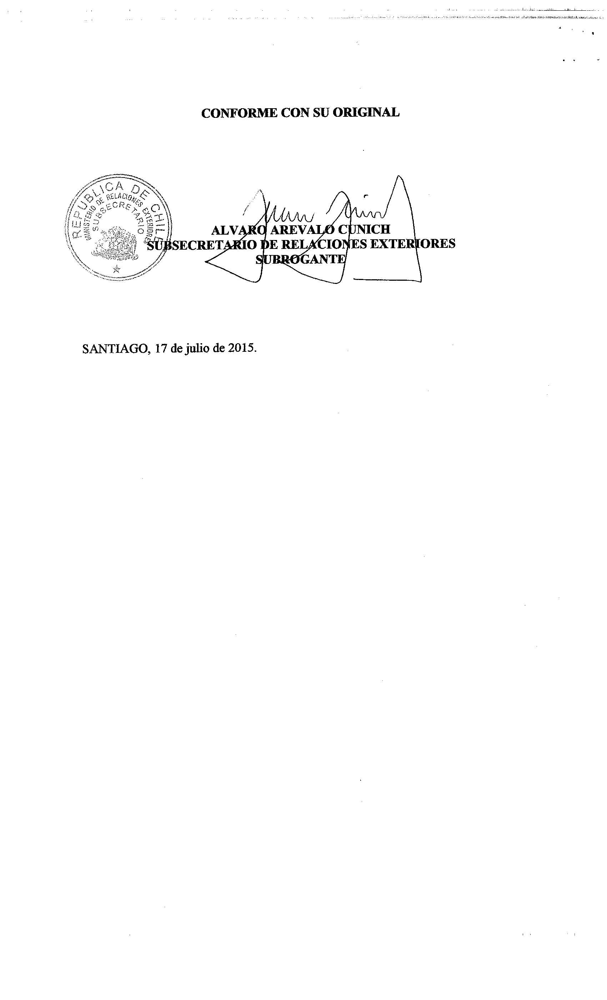 CONFORME CON SU ORIGINAL
REPUBLICA DE CHILE
MINISTERIO DE RELACIONES EXTERIORES
SUBSECRETARIO
ALVARO AREVALO CUNICH
SUBSECRETARIO DE RELACIONES EXTERIORES
SUBROGANTE
SANTIAGO, 17 de julio de 2015.